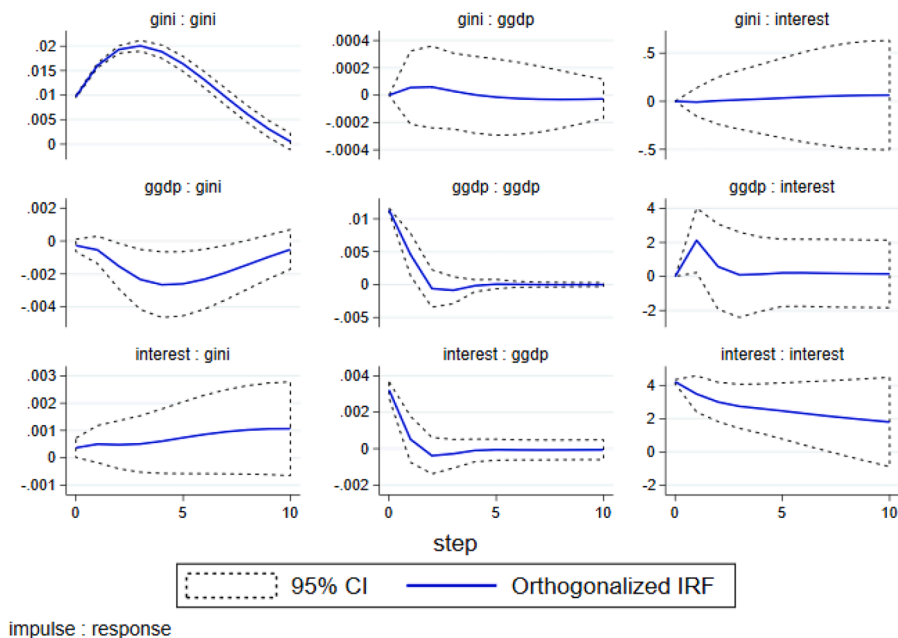 gini : gini
gini : ggdp
gini : interest
.02
.015
.01
.005
0
.0004
.0002
0
-.0002
-.0004
.5
0
-.5
ggdp : gini
ggdp : ggdp
ggdp : interest
.002
0
-.002
-.004
.01
.005
0
-.005
4
2
0
-2
interest : gini
interest : ggdp
interest : interest
.003
.002
.001
0
-.001
.004
.002
0
-.002
4
2
0
-2
0 5 10
0 5 10
0 5 10
step
95% CI
Orthogonalized IRF
impulse : response